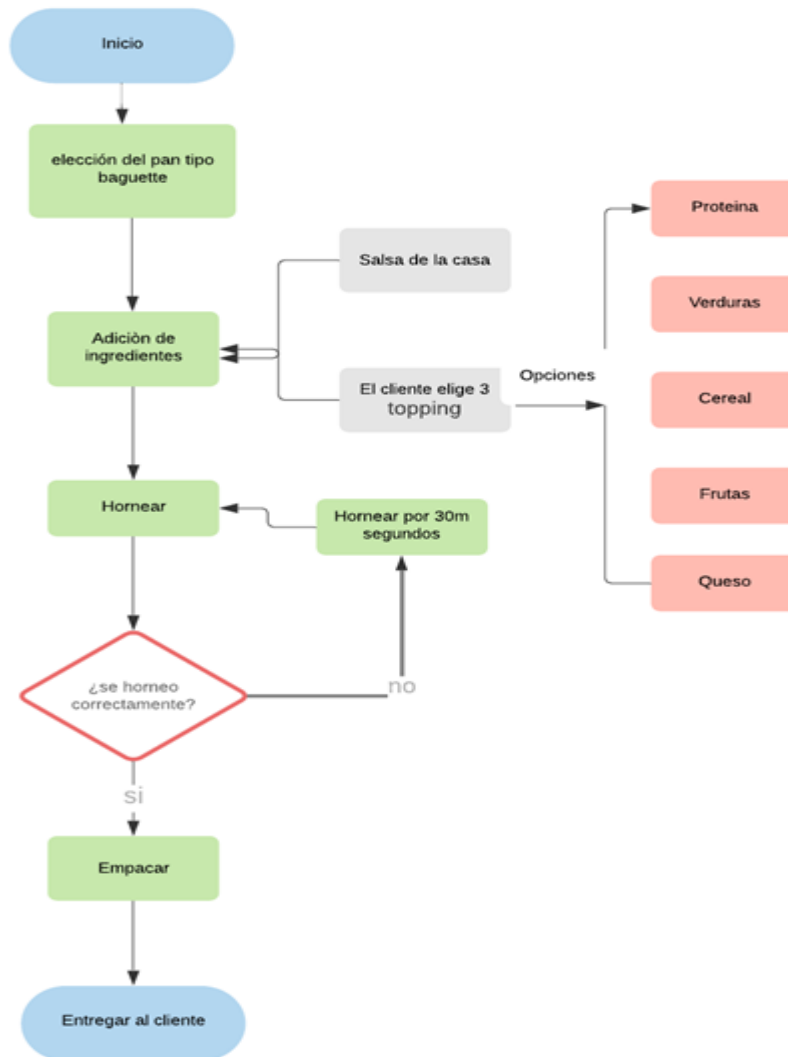 Inicio
elección del pan tipo
baguette
Adiciòn de
ingredientes
Salsa de la casa
El cliente elige 3
topping
Opciones
Proteina
Verduras
Cereal
Frutas
Queso
Hornear
Hornear por 30m
segundos
¿se horneo
correctamente?
no
si
Empacar
Entregar al cliente